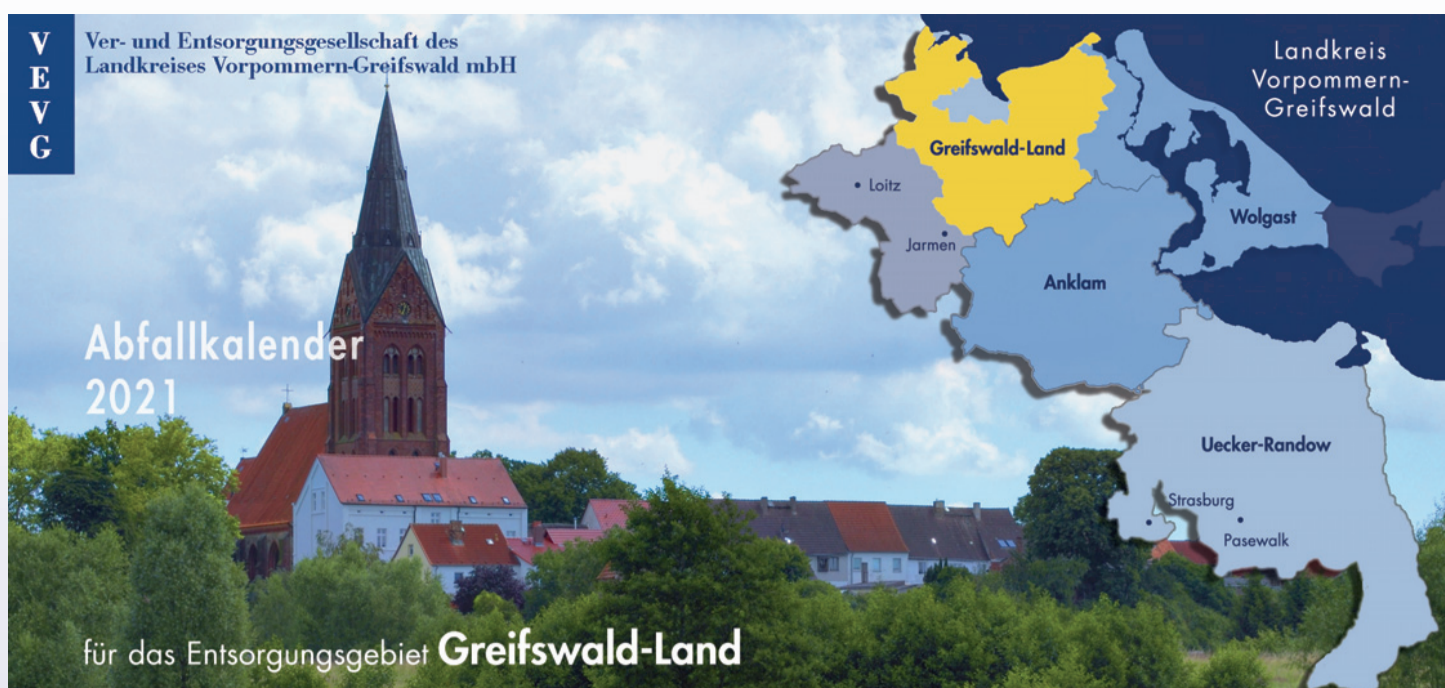 VEVG
Ver- und Entsorgungsgesellschaft des
Landkreises Vorpommern-Greifswald mbH
Landkreis
Vorpommern-
Greifswald
Greifswald-Land
Loitz
Jarmen
Wolgast
Anklam
Abfallkalender
2021
Uecker-Randow
Strasburg
Pasewalk
für das Entsorgungsgebiet Greifswald-Land